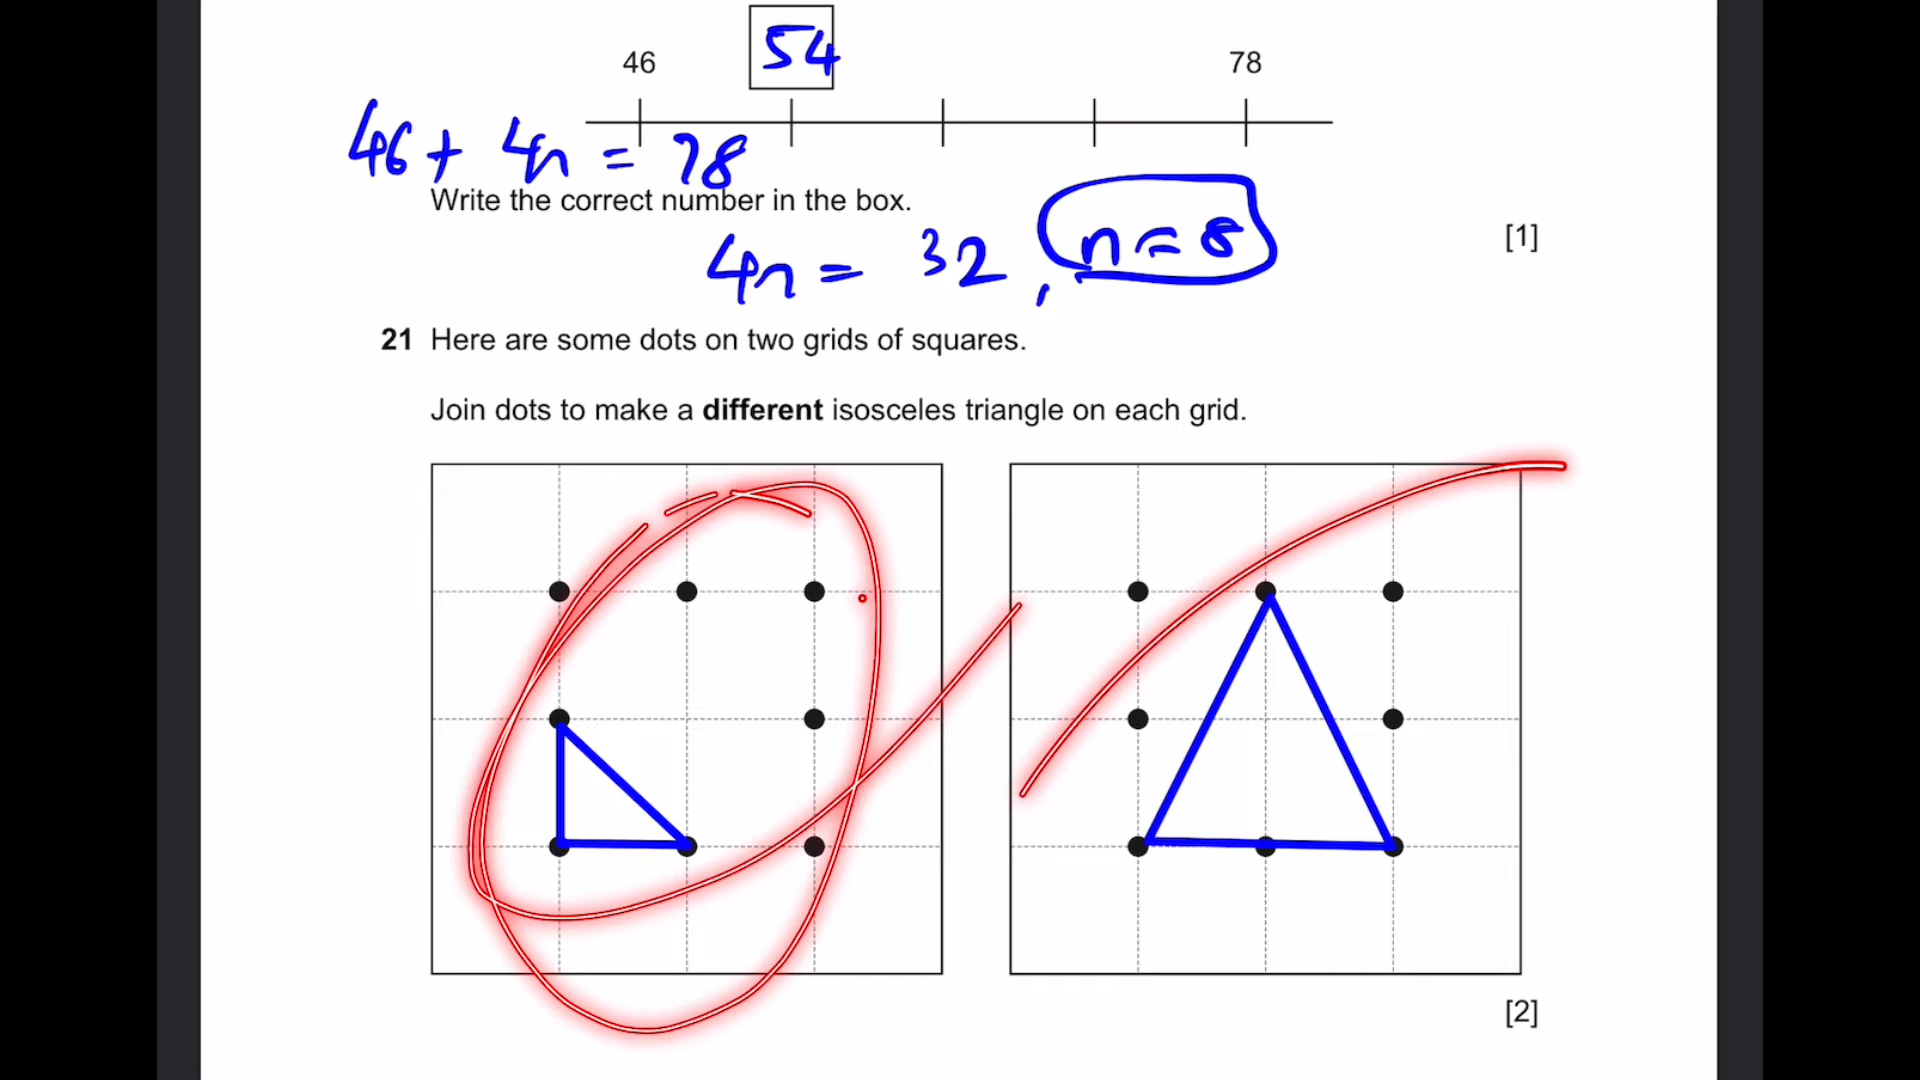 54
46 78
46 + 4n = 78
Write the correct number in the box.
4n = 32, n = 8
[1]
21 Here are some dots on two grids of squares.
Join dots to make a different isosceles triangle on each grid.
[2]